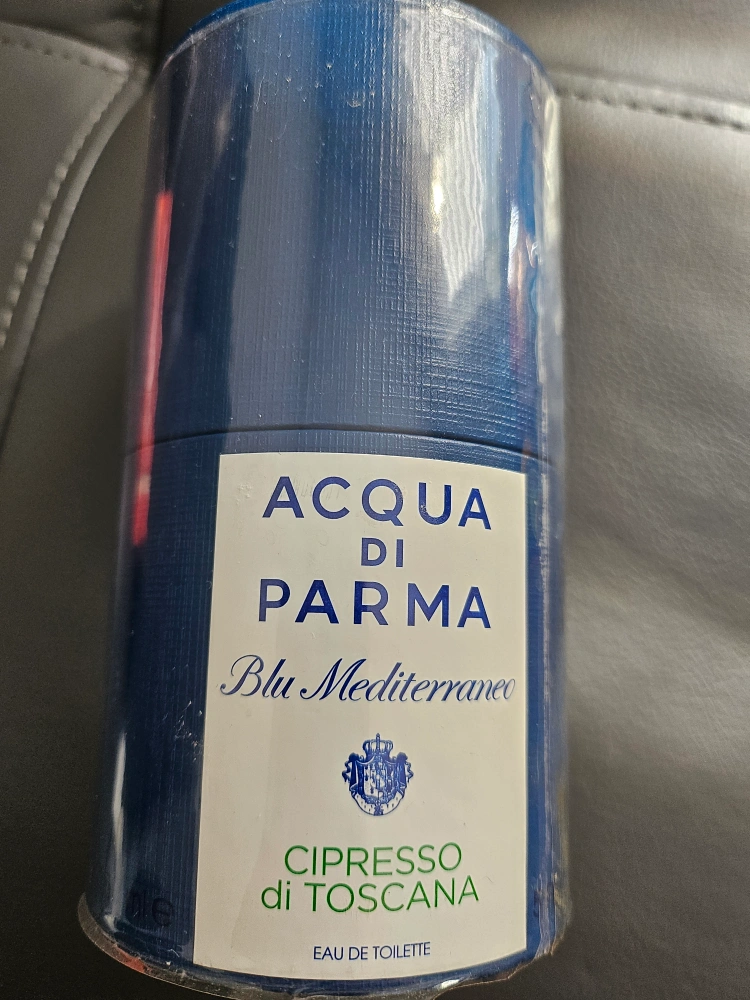 ACQUA
DI
PARMA
Blu Mediterraneo
CIPRESSO
di TOSCANA
EAU DE TOILETTE